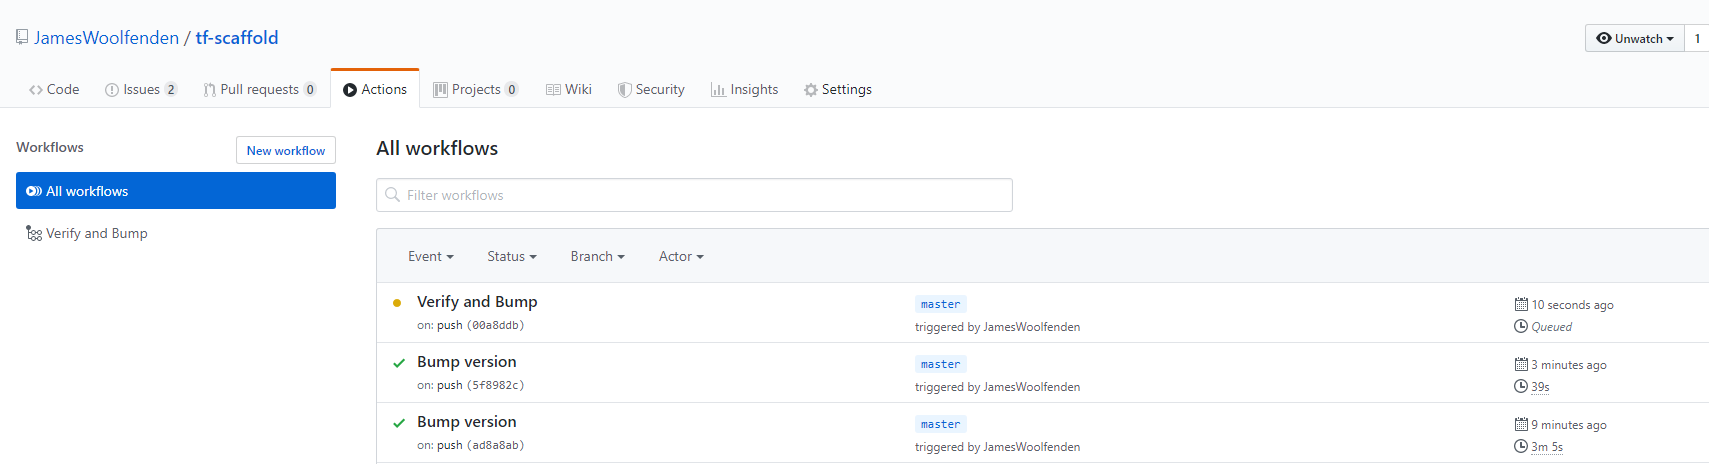 JamesWoolfenden / tf-scaffold
Unwatch 1
Code Issues 2 Pull requests 0 Actions Projects 0 Wiki Security Insights Settings
Workflows
New workflow
All workflows
Verify and Bump
All workflows
Filter workflows
Event Status Branch Actor
Verify and Bump master 10 seconds ago
on: push (00a8ddb) triggered by JamesWoolfenden Queued
Bump version master 3 minutes ago
on: push (5f8982c) triggered by JamesWoolfenden 39s
Bump version master 9 minutes ago
on: push (ad8a8ab) triggered by JamesWoolfenden 3m 5s